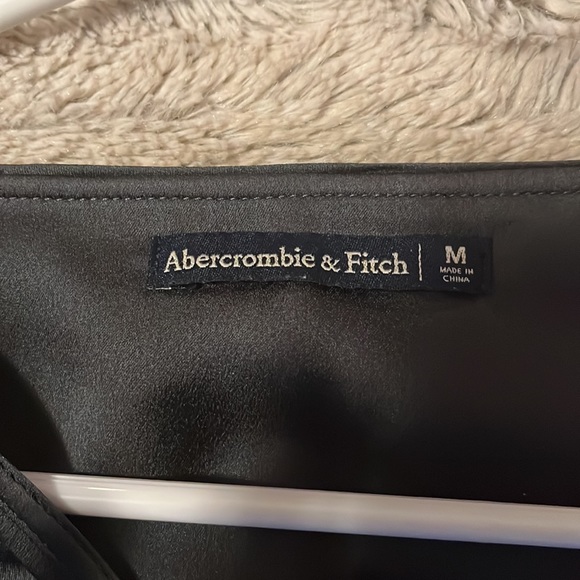 Abercrombie & Fitch | M
MADE IN
CHINA